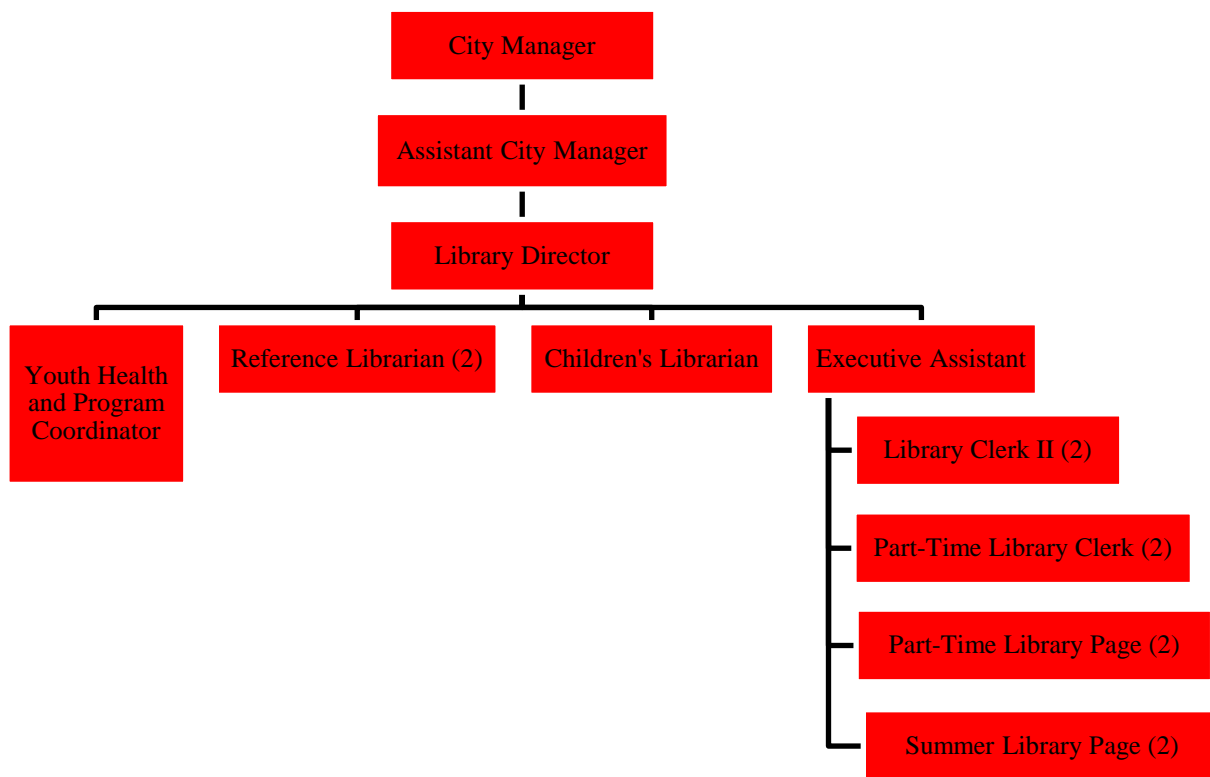 City Manager
Assistant City Manager
Library Director
Youth Health
and Program
Coordinator
Reference Librarian (2)
Children's Librarian
Executive Assistant
Library Clerk II (2)
Part-Time Library Clerk (2)
Part-Time Library Page (2)
Summer Library Page (2)